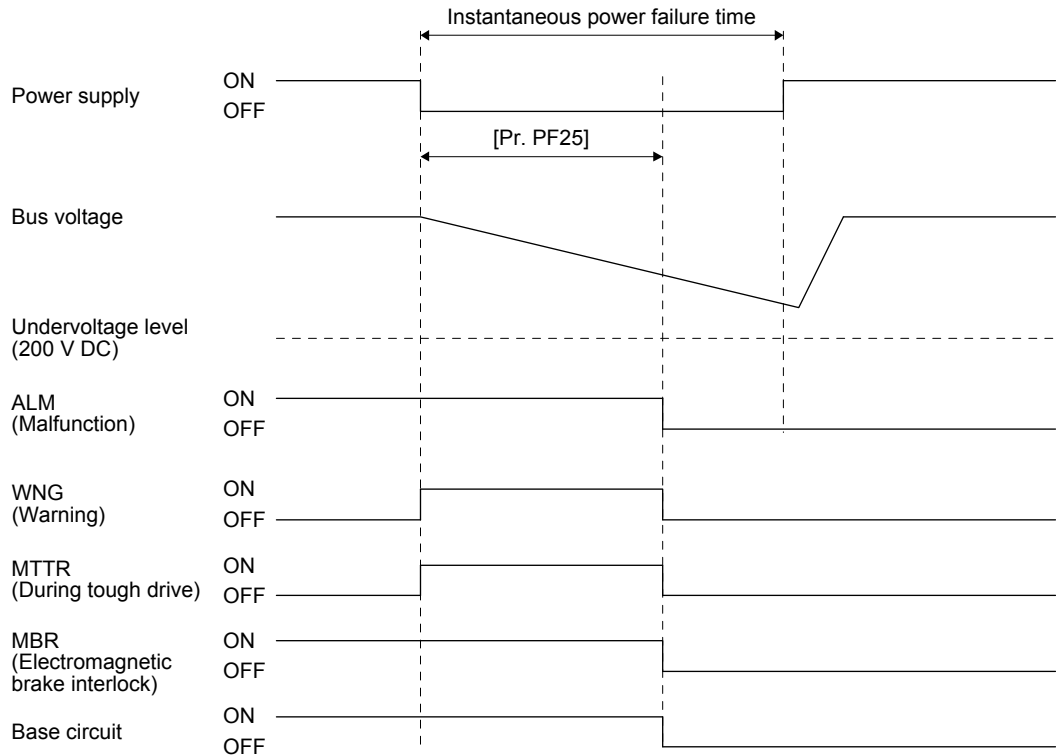 Instantaneous power failure time
ON
Power supply
OFF
[Pr. PF25]
Bus voltage
Undervoltage level
(200 V DC)
ON
ALM
(Malfunction)
OFF
ON
WNG
(Warning)
OFF
ON
MTTR
(During tough drive)
OFF
ON
MBR
(Electromagnetic
brake interlock)
OFF
ON
Base circuit
OFF